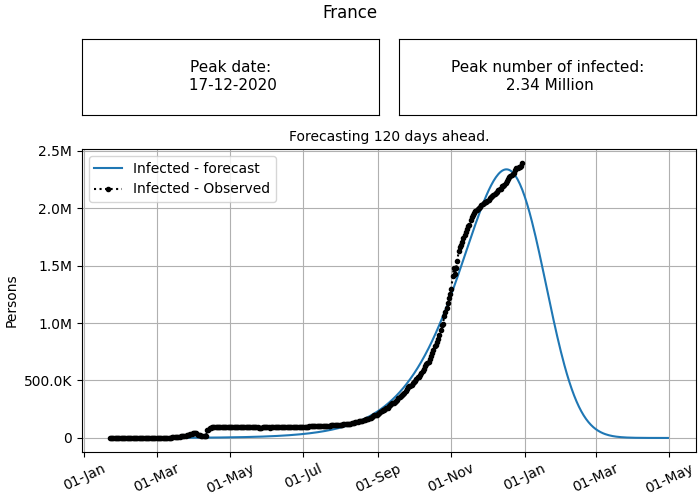 France
Peak date:
17-12-2020
Peak number of infected:
2.34 Million
Forecasting 120 days ahead.
Infected - forecast
Infected - Observed
Persons
2.5M
2.0M
1.5M
1.0M
500.0K
0
01-Jan
01-Mar
01-May
01-Jul
01-Sep
01-Nov
01-Jan
01-Mar
01-May